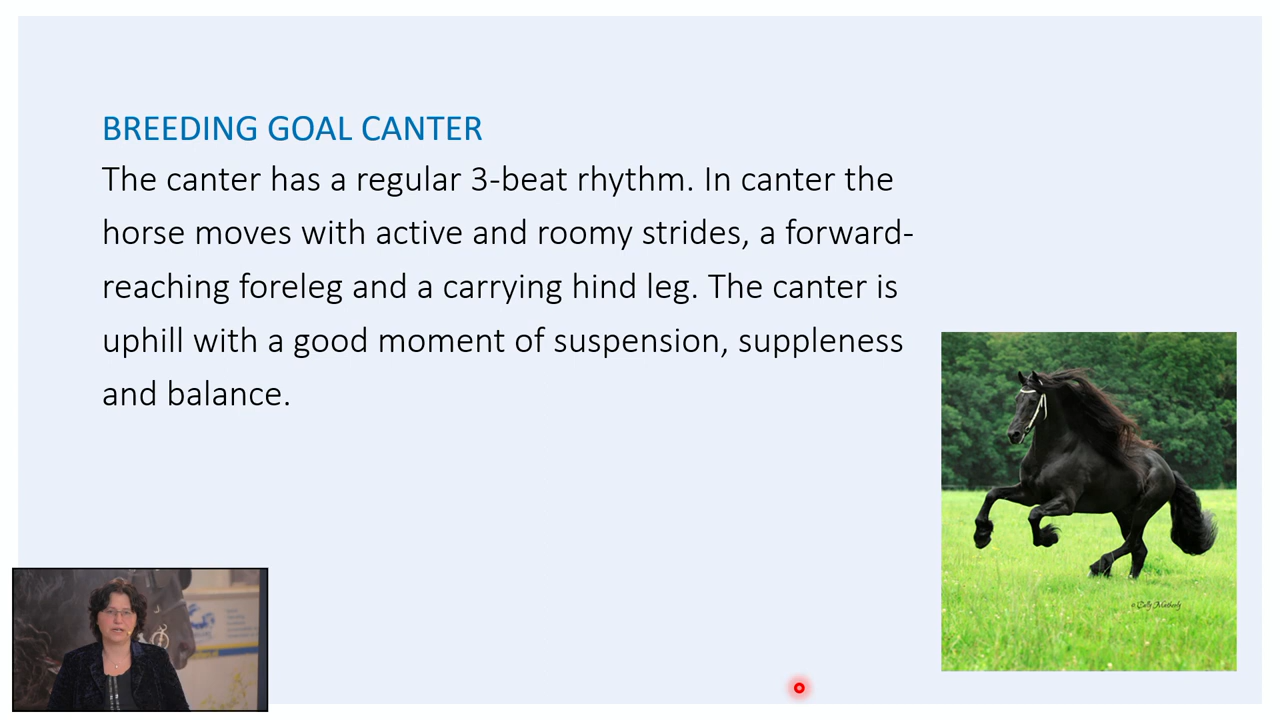 BREEDING GOAL CANTER
The canter has a regular 3-beat rhythm. In canter the
horse moves with active and roomy strides, a forward-
reaching foreleg and a carrying hind leg. The canter is
uphill with a good moment of suspension, suppleness
and balance.